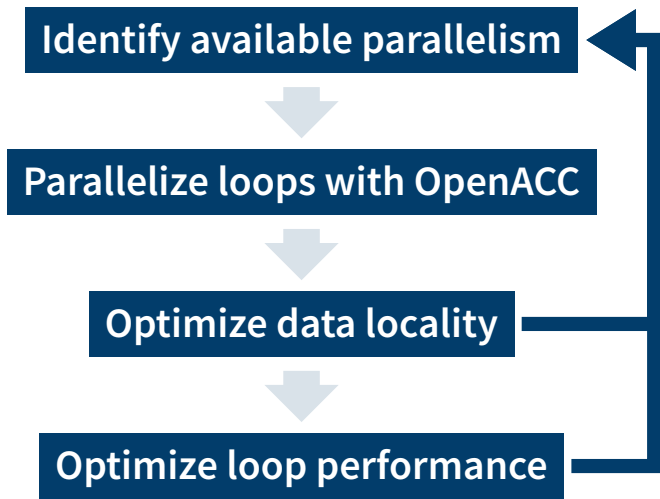 Identify available parallelism
Parallelize loops with OpenACC
Optimize data locality
Optimize loop performance